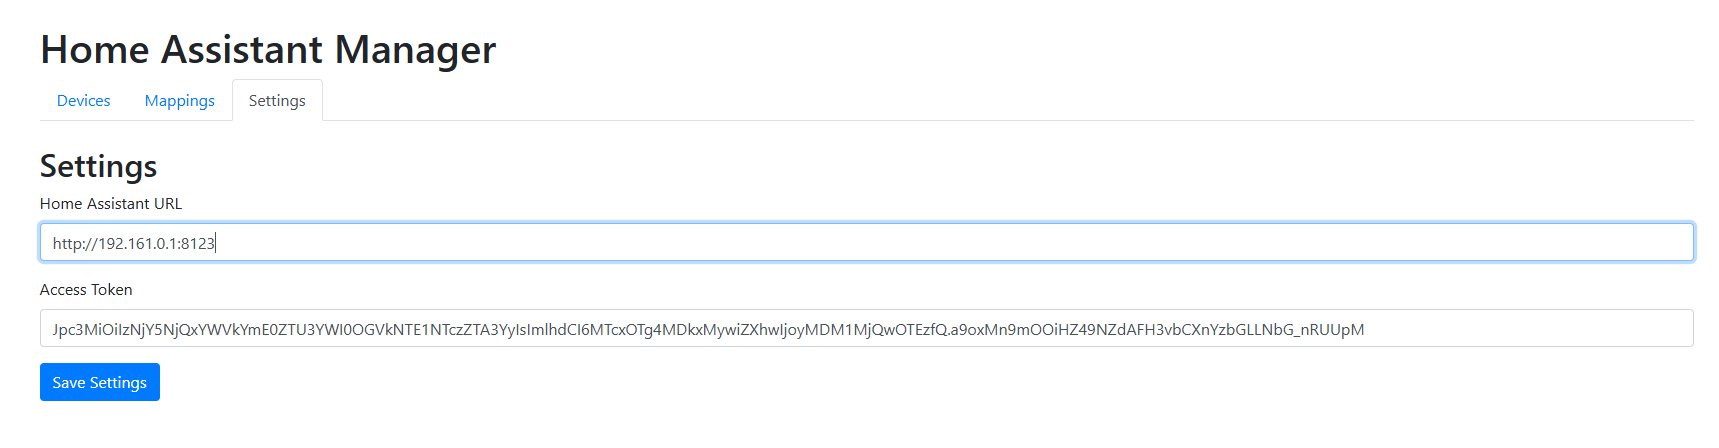 Home Assistant Manager
Devices Mappings Settings
Settings
Home Assistant URL
http://192.161.0.1:8123
Access Token
Jpc3MiOiIzNjY5NjQxYWVkYmE0ZTU3YWI0OGVkNTE1NTczZTA3YyIsImlhdCI6MTcxOTg4MDkxMywiZXhwIjoyMDM1MjQwOTEzfQ.a9oxMn9mOOiHZ49NZdAFH3vbCXnYzbGLLNbG_nRUUpM
Save Settings